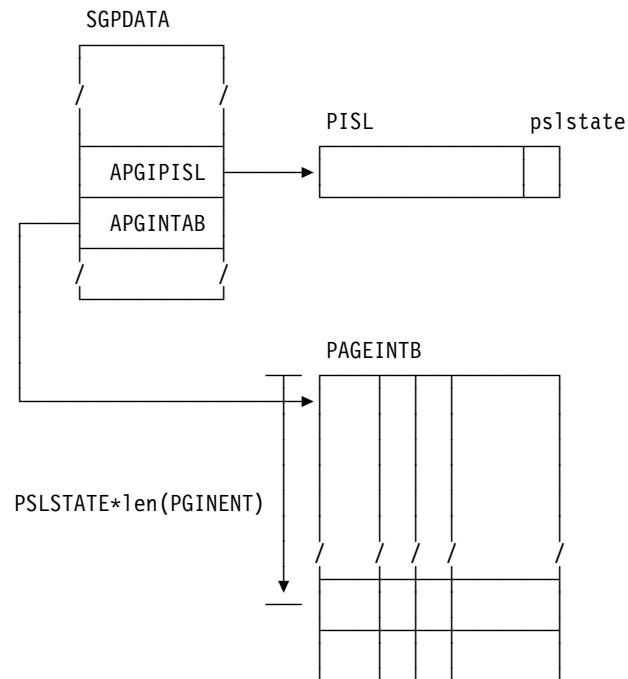 SGPDATA
PISL pslstate
APGIPISL
APGINTAB
PAGEINTB
PSLSTATE*len(PGINENT)